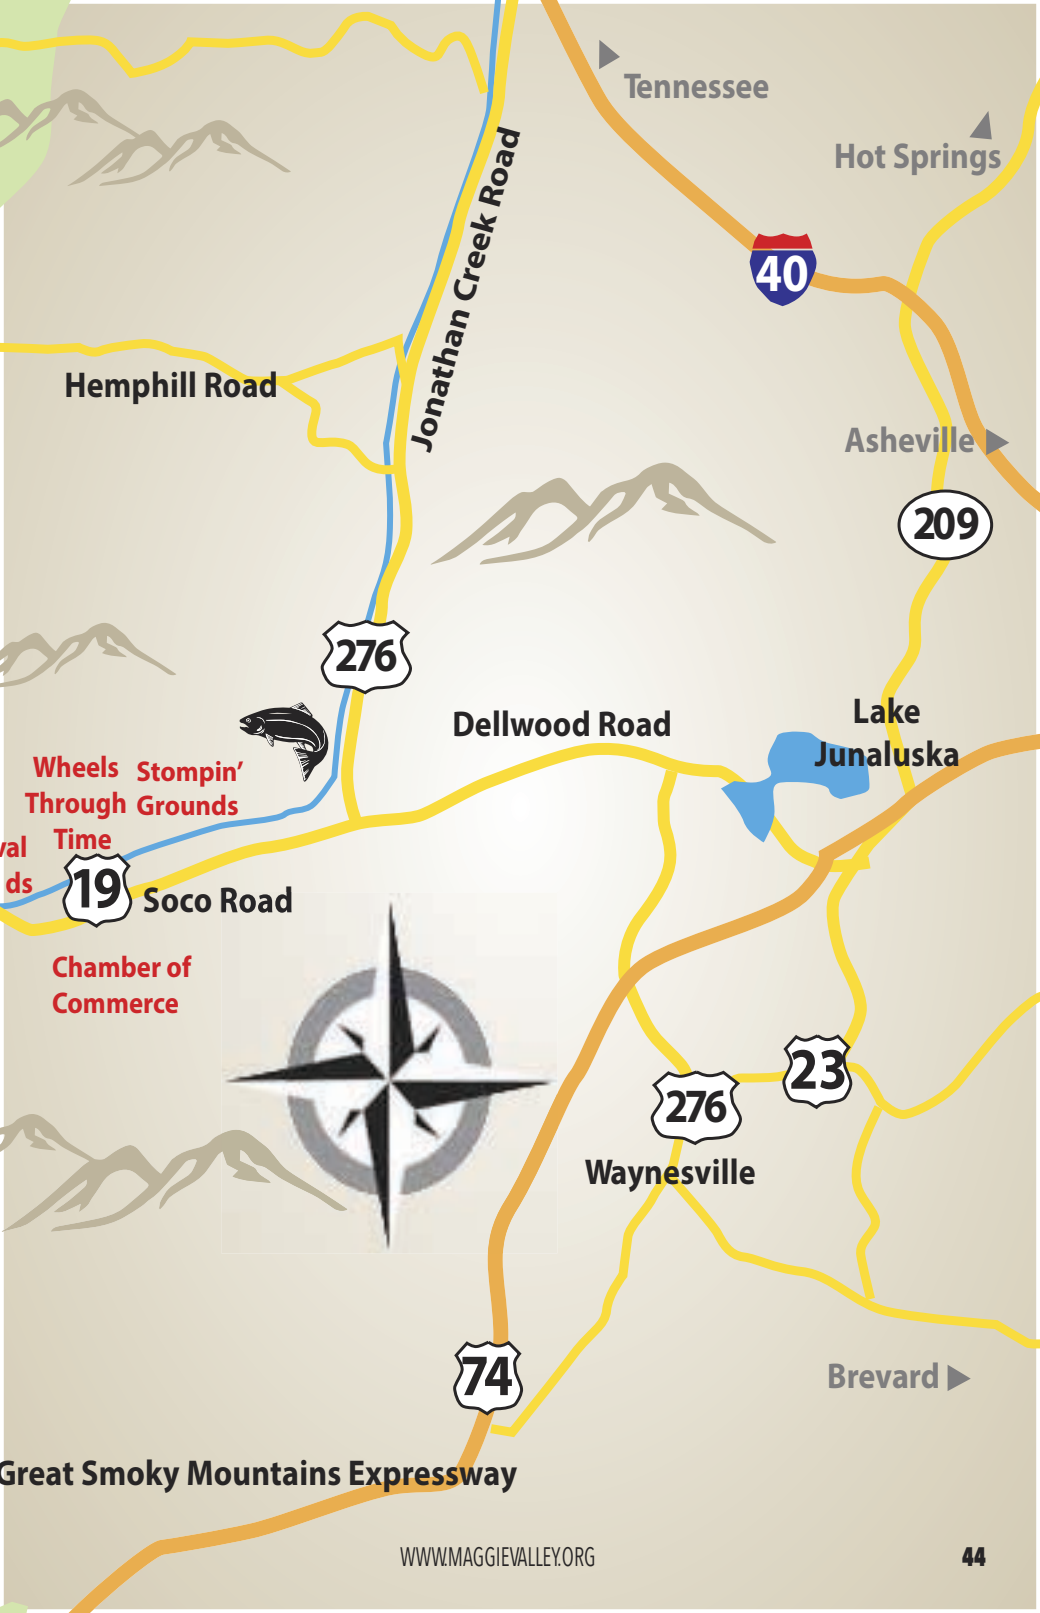 Tennessee
Hot Springs
Jonathan Creek Road
40
Hemphill Road
Asheville
209
276
Lake
Junaluska
Dellwood Road
Wheels
Through
Time
Stompin’
Grounds
val
ds
19
Soco Road
Chamber of
Commerce
23
276
Waynesville
74
Brevard
Great Smoky Mountains Expressway
WWW.MAGGIEVALLEY.ORG
44